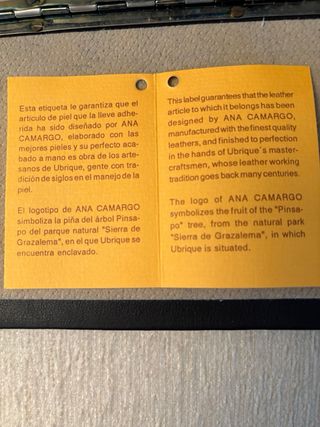 Esta etiqueta le garantiza que el
artículo de piel que la lleve adhe-
rida ha sido diseñado por ANA
CAMARGO, elaborado con las
mejores pieles y su perfecto aca-
bado a mano es obra de los arte-
sanos de Ubrique, gente con tra-
dición de siglos en el manejo de la
piel.
El logotipo de ANA CAMARGO
simboliza la piña del árbol Pinsa-
po del parque natural "Sierra de
Grazalema", en el que Ubrique se
encuentra enclavado.
This label guarantees that the leather
article to which it belongs has been
designed by ANA CAMARGO,
manufactured with the finest quality
leathers, and finished to perfection
in the hands of Ubrique´s master-
craftsmen, whose leather working
tradition goes back many centuries.
The logo of ANA CAMARGO
symbolizes the fruit of the "Pinsa-
po" tree, from the natural park
"Sierra de Grazalema", in which
Ubrique is situated.